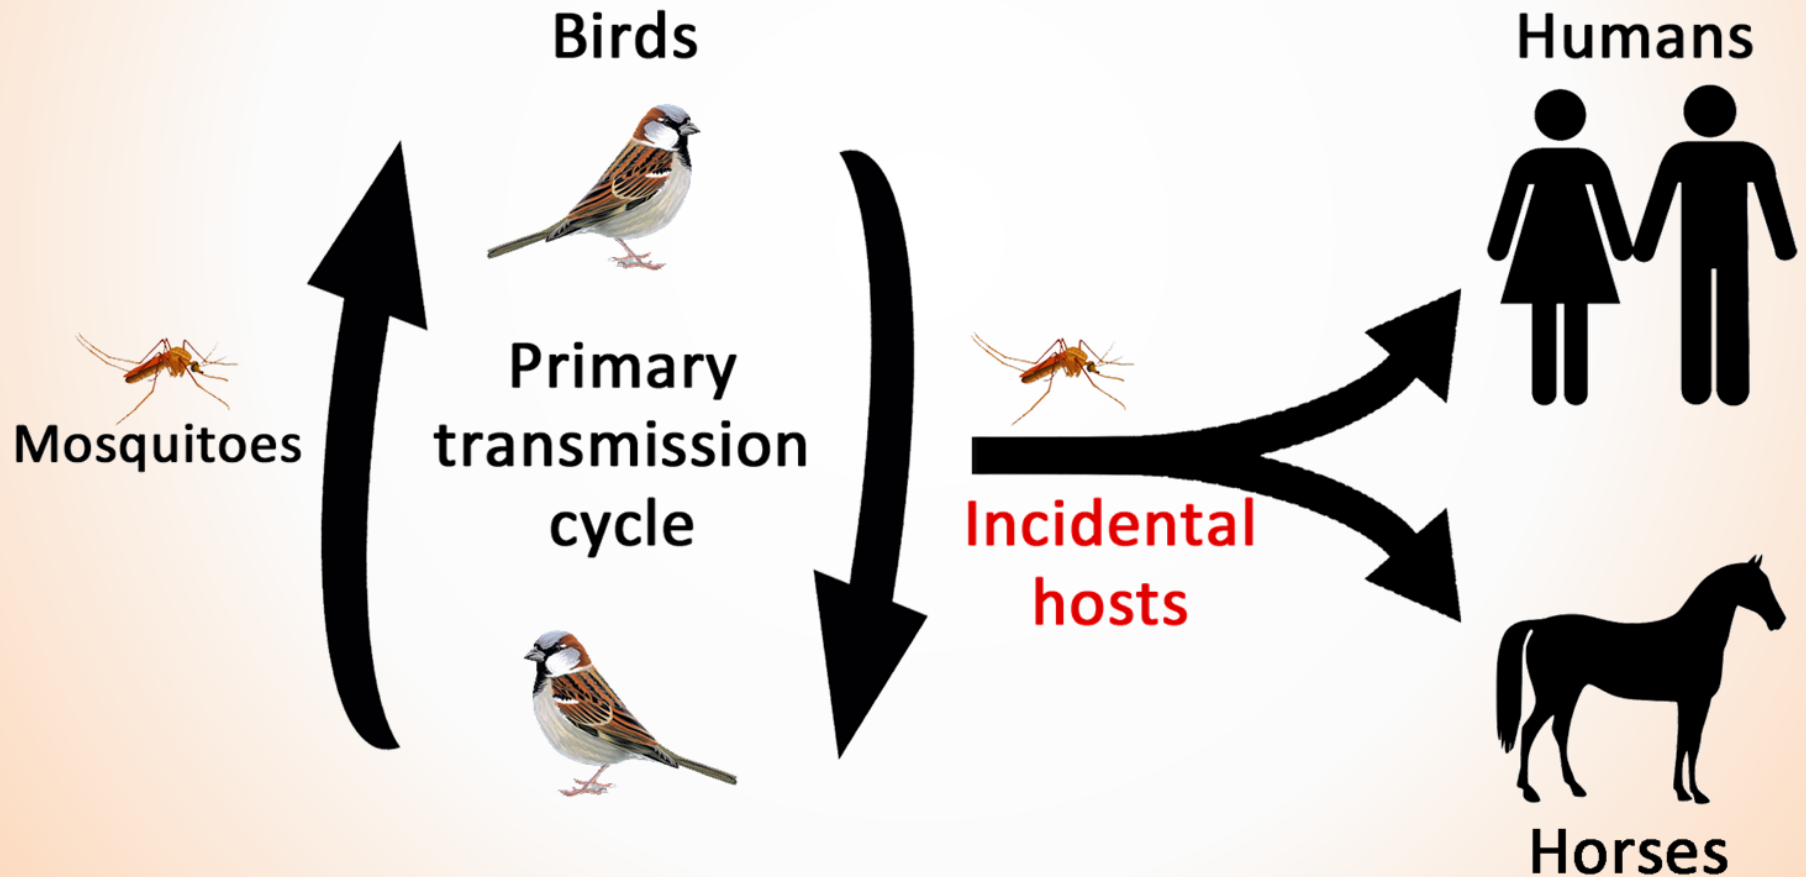 Birds
Humans
Mosquitoes
Primary
transmission
cycle
Incidental
hosts
Horses